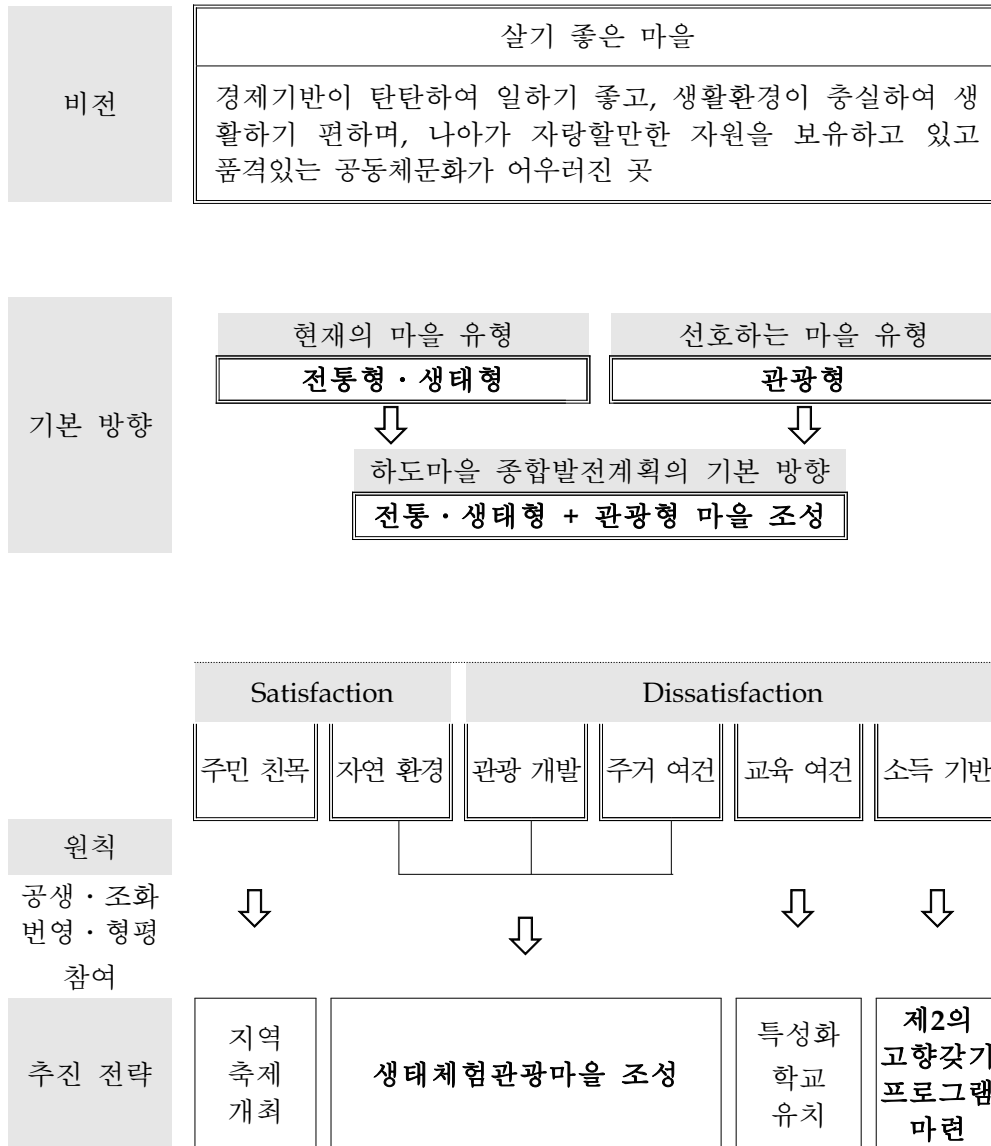 비전
살기 좋은 마을
경제기반이 탄탄하여 일하기 좋고, 생활환경이 충실하여 생
활하기 편하며, 나아가 자랑할만한 자원을 보유하고 있고
품격있는 공동체문화가 어우러진 곳
기본 방향
현재의 마을 유형
전통형 · 생태형
선호하는 마을 유형
관광형
하도마을 종합발전계획의 기본 방향
전통 · 생태형 + 관광형 마을 조성
Satisfaction
Dissatisfaction
주민 친목
자연 환경
관광 개발
주거 여건
교육 여건
소득 기반
원칙
공생 · 조화
번영 · 형평
참여
추진 전략
지역
축제
개최
생태체험관광마을 조성
특성화
학교
유치
제2의
고향갖기
프로그램
마련